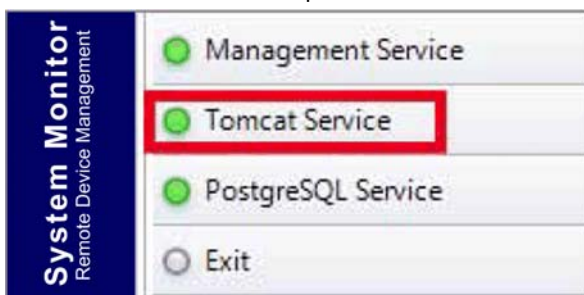 System Monitor
Remote Device Management
Management Service
Tomcat Service
PostgreSQL Service
Exit